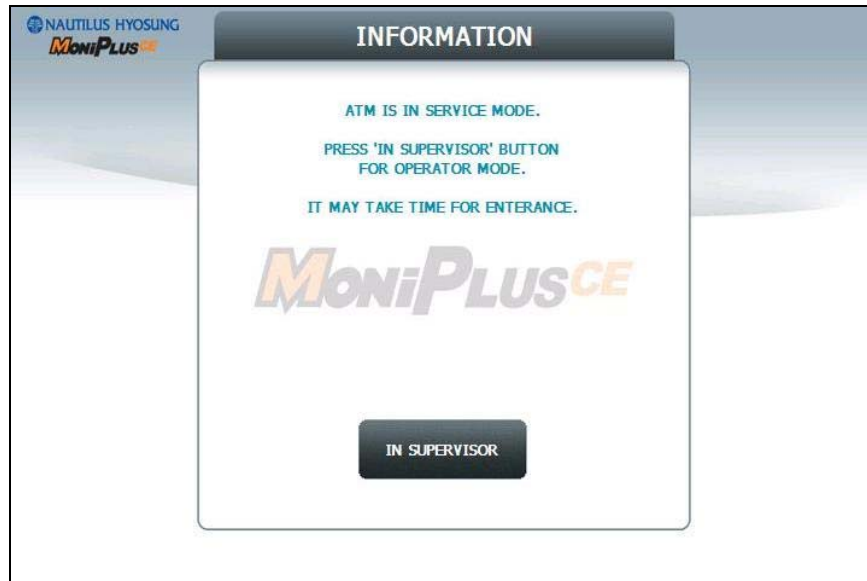 NAUTILUS HYOSUNG
MONiPLUSCE
INFORMATION
ATM IS IN SERVICE MODE.
PRESS 'IN SUPERVISOR' BUTTON
FOR OPERATOR MODE.
IT MAY TAKE TIME FOR ENTERANCE.
MONiPLUSCE
IN SUPERVISOR